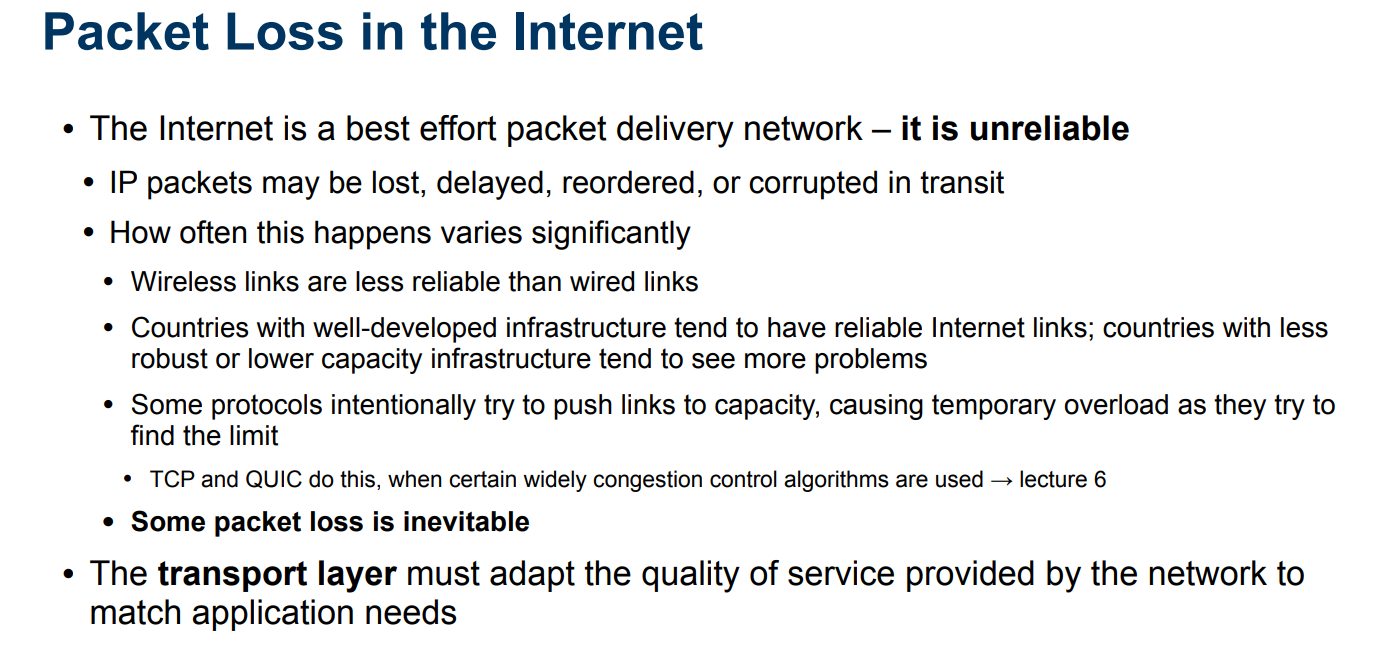 Packet Loss in the Internet
• The Internet is a best effort packet delivery network – it is unreliable
• IP packets may be lost, delayed, reordered, or corrupted in transit
• How often this happens varies significantly
• Wireless links are less reliable than wired links
• Countries with well-developed infrastructure tend to have reliable Internet links; countries with less
robust or lower capacity infrastructure tend to see more problems
• Some protocols intentionally try to push links to capacity, causing temporary overload as they try to
find the limit
• TCP and QUIC do this, when certain widely congestion control algorithms are used → lecture 6
• Some packet loss is inevitable
• The transport layer must adapt the quality of service provided by the network to
match application needs